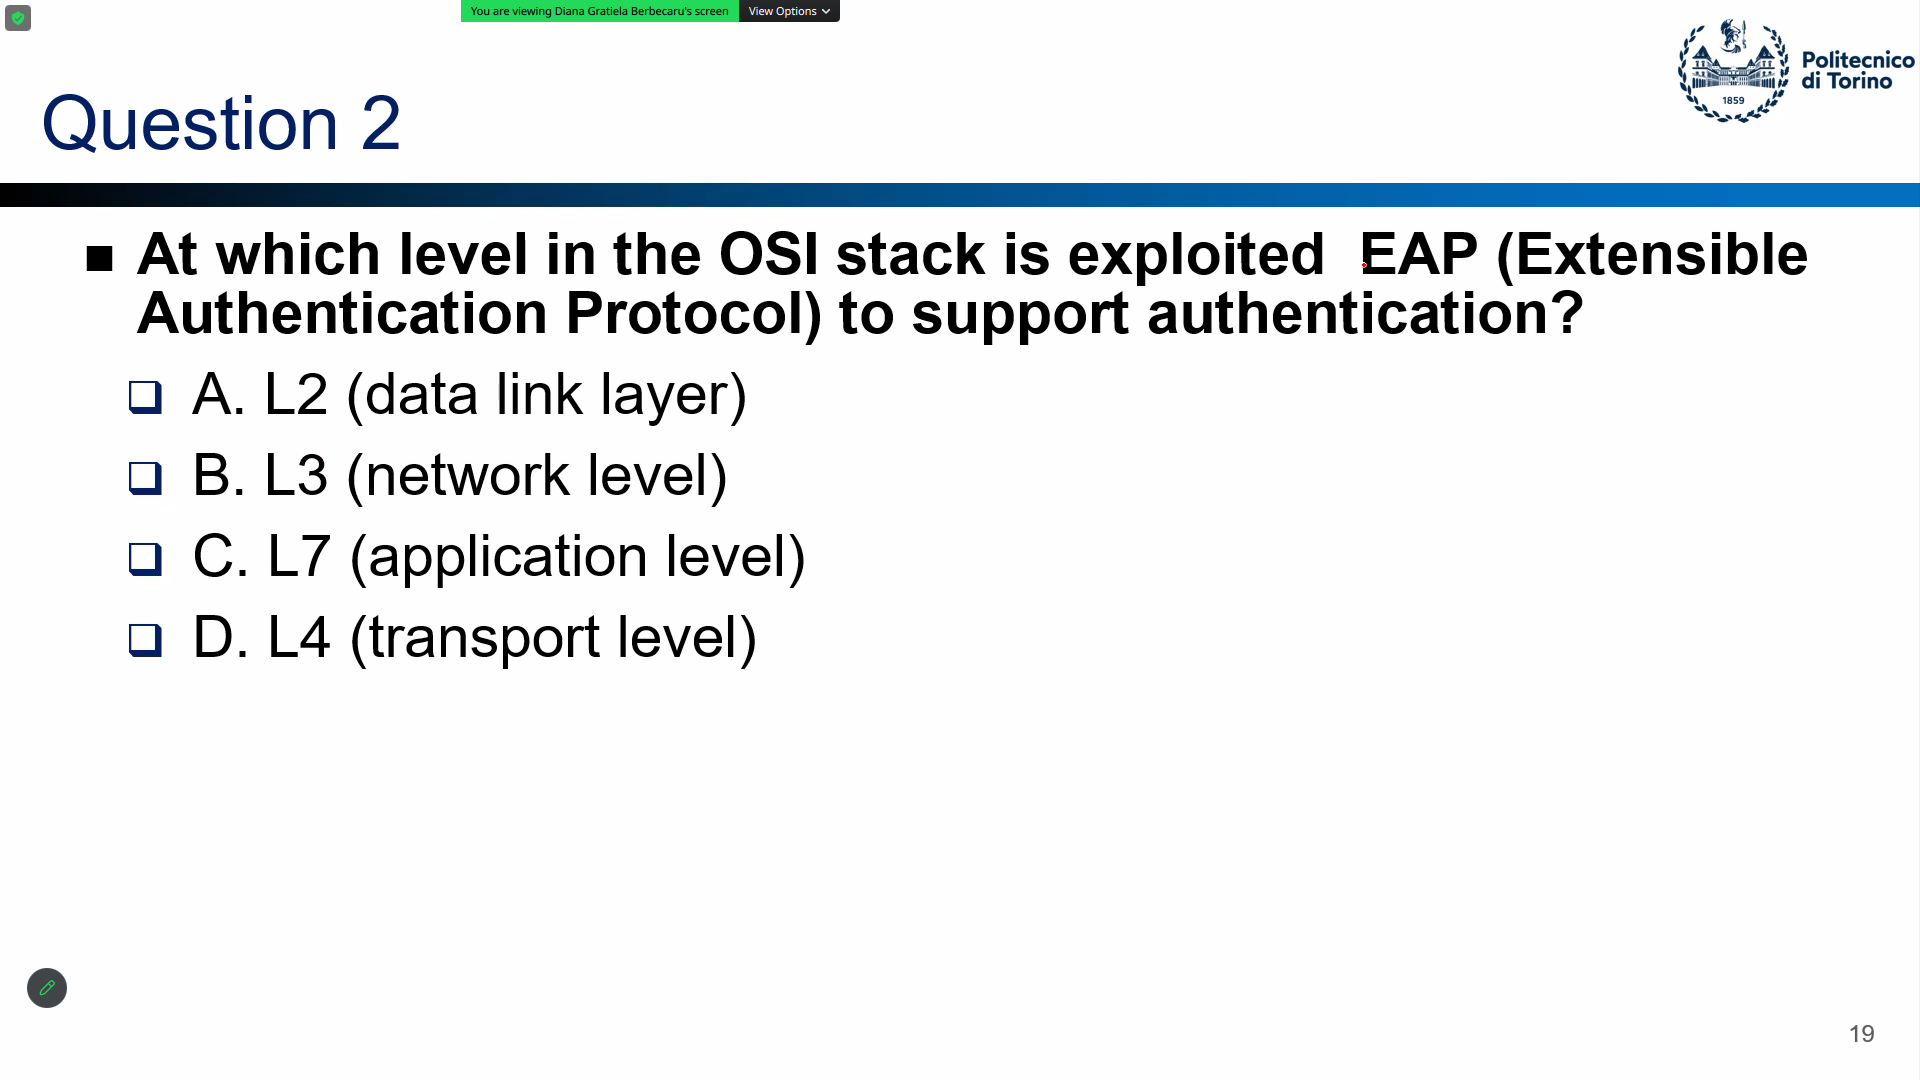 You are viewing Diana Gratiela Berbecaru's screen View Options
Politecnico
di Torino
1859
Question 2
At which level in the OSI stack is exploited  EAP (Extensible
Authentication Protocol) to support authentication?
A. L2 (data link layer)
B. L3 (network level)
C. L7 (application level)
D. L4 (transport level)
19